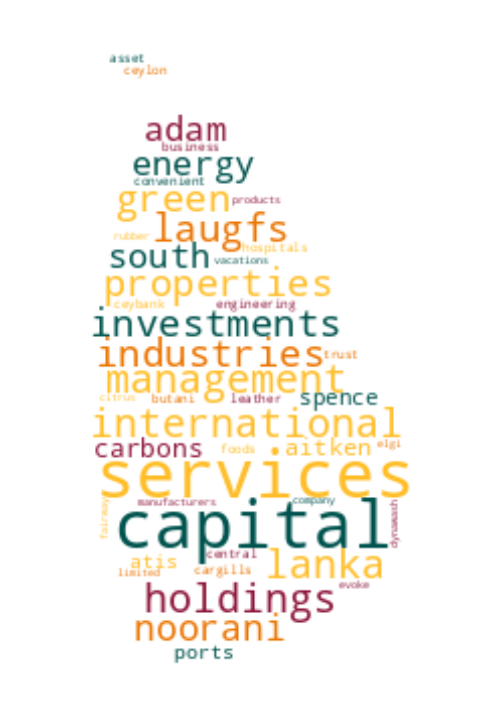 asset
ceylon
adam
business
energy
convenient
green products
laugfs
rubber hospitals
south vacations
properties
ceybank engineering
investments
industries trust
management
citrus butani leather spence
international
carbons foods aitken elgi
services
fairway manufacturers company dynawash
capital
atis central lanka
limited cargills
evoke
holdings
noorani
ports